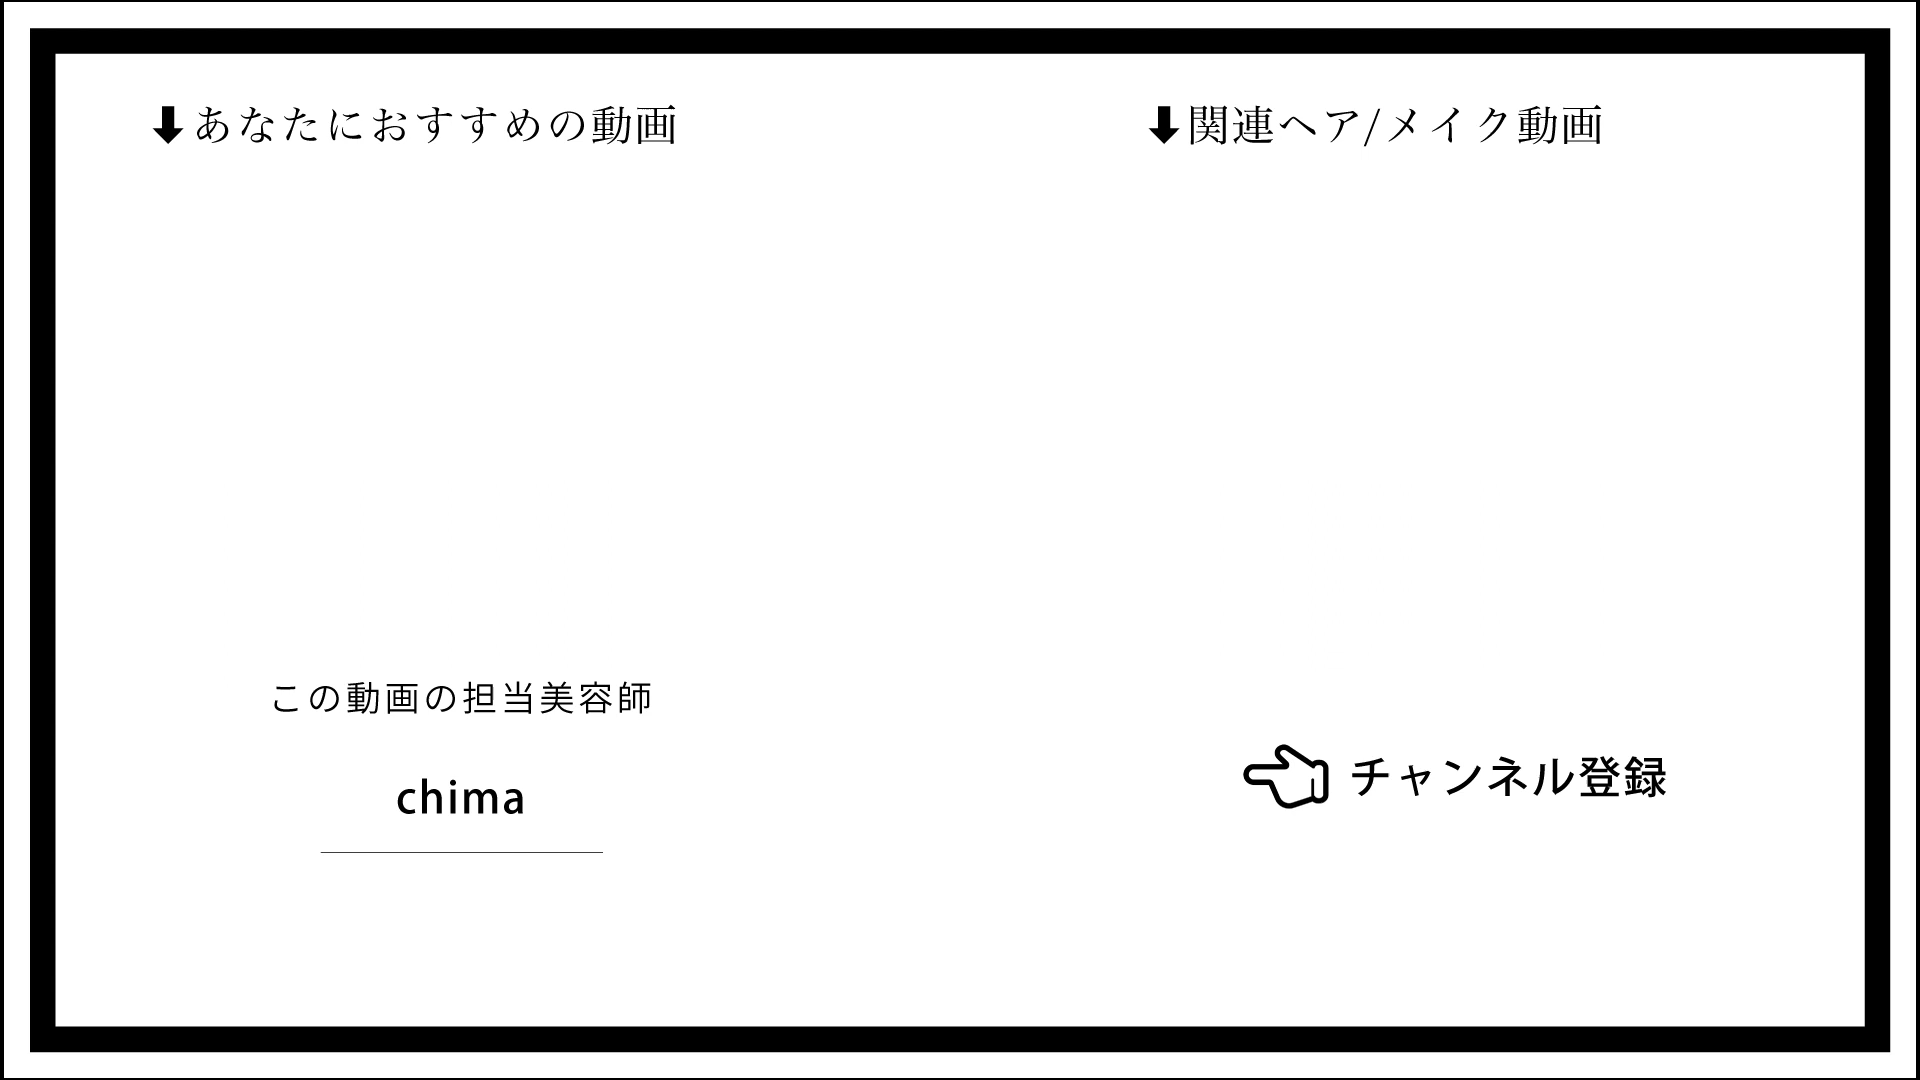 あなたにおすすめの動画
関連ヘア/メイク動画
この動画の担当美容師
chima
チャンネル登録